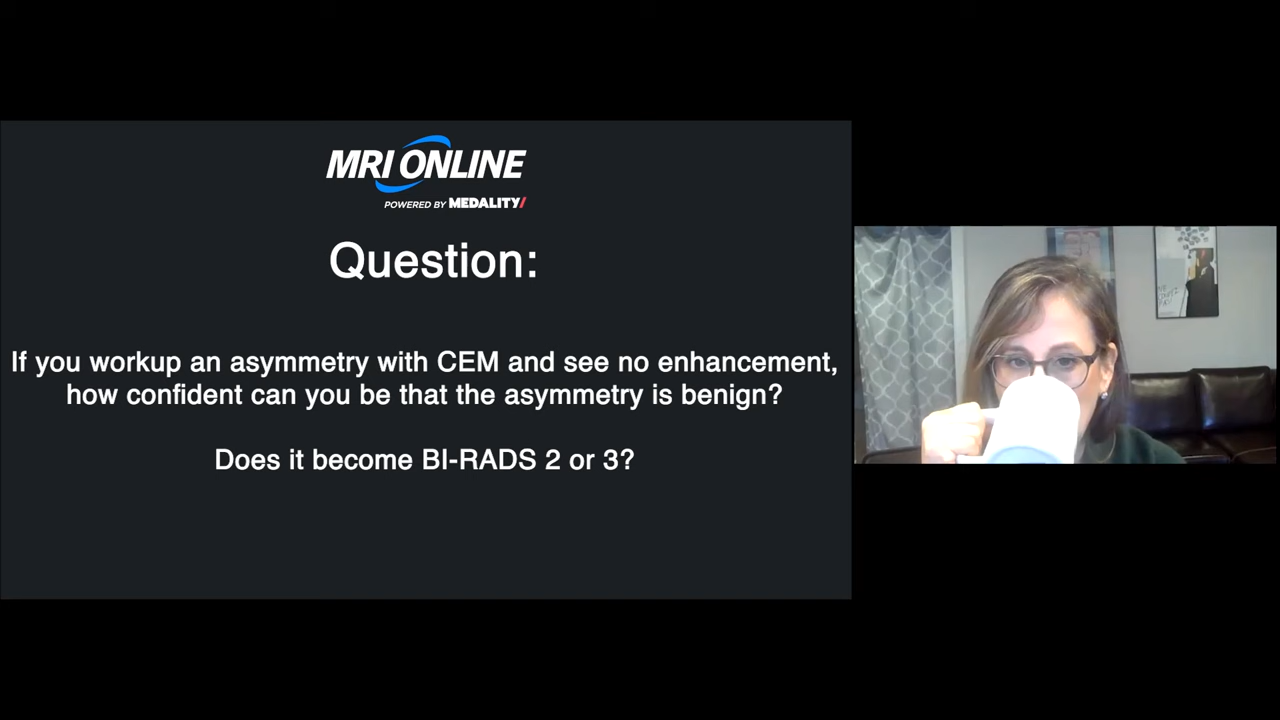 MRI ONLINE
POWERED BY MEDALITY/
Question:
If you workup an asymmetry with CEM and see no enhancement,
how confident can you be that the asymmetry is benign?
Does it become BI-RADS 2 or 3?